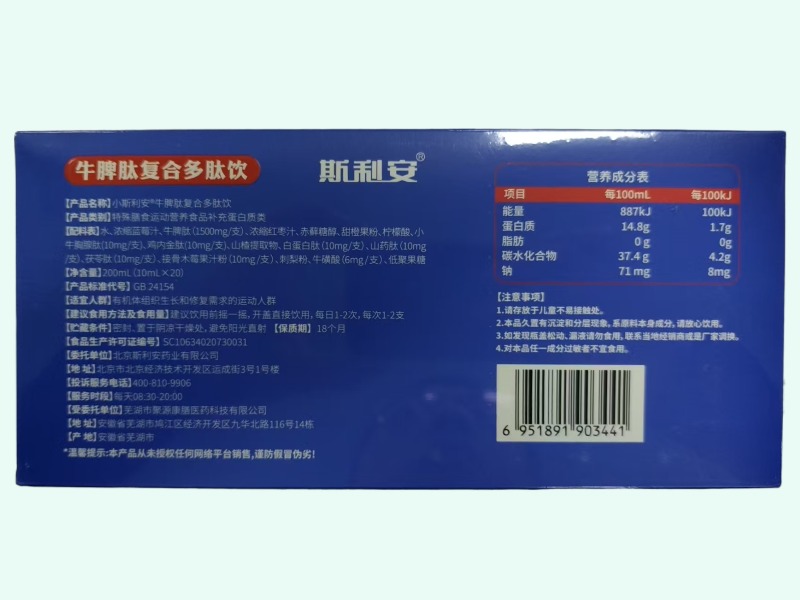 牛脾肽复合多肽饮
斯利安®
【产品名称】小斯利安®牛脾肽复合多肽饮
【产品类别】特殊膳食运动营养食品补充蛋白质类
【配料表】水、浓缩蓝莓汁、牛脾肽(1500mg/支)、浓缩红枣汁、赤藓糖醇、甜橙果粉、柠檬酸、小
牛胸腺肽(10mg/支)、鸡内金肽(10mg/支)、山楂提取物、白蛋白肽(10mg/支)、山药肽(10mg
/支)、茯苓肽(10mg/支)、接骨木莓果汁粉(10mg/支)、刺梨粉、牛磺酸(6mg/支)、低聚果糖
【净含量】200mL(10mL×20)
【产品标准代号】GB 24154
【适宜人群】有机体组织生长和修复需求的运动人群
【建议食用方法及食用量】建议饮用前摇一摇,开盖直接饮用,每日1-2次,每次1-2支
【贮藏条件】密封、置于阴凉干燥处,避免阳光直射 【保质期】18个月
【食品生产许可证编号】SC10634020730031
【委托单位】北京斯利安药业有限公司
【地 址】北京市北京经济技术开发区运成街3号1号楼
【投诉服务电话】400-810-9906
【服务时段】每天08:30-20:00
【受委托单位】芜湖市聚源康膳医药科技有限公司
【地 址】安徽省芜湖市鸠江区经济开发区九华北路116号14栋
【产 地】安徽省芜湖市
*温馨提示:本产品从未授权任何网络平台销售,谨防假冒伪劣!
营养成分表
项目 每100mL 每100kJ
能量 887kJ 100kJ
蛋白质 14.8g 1.7g
脂肪 0 g 0g
碳水化合物 37.4 g 4.2g
钠 71 mg 8mg
【注意事项】
1.请存放于儿童不易接触处。
2.本品久置有沉淀和分层现象,系原料本身成分,请放心饮用。
3.如发现瓶盖松动、漏液请勿食用,联系当地经销商或是厂家调换。
4.对本品任一成分过敏者不宜食用。
6 951891 903441